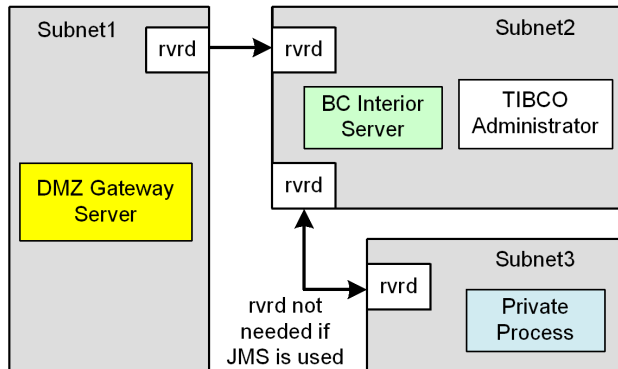 Subnet1
rvrd
DMZ Gateway
Server
Subnet2
rvrd
BC Interior
Server
TIBCO
Administrator
rvrd
Subnet3
rvrd
Private
Process
rvrd not
needed if
JMS is used